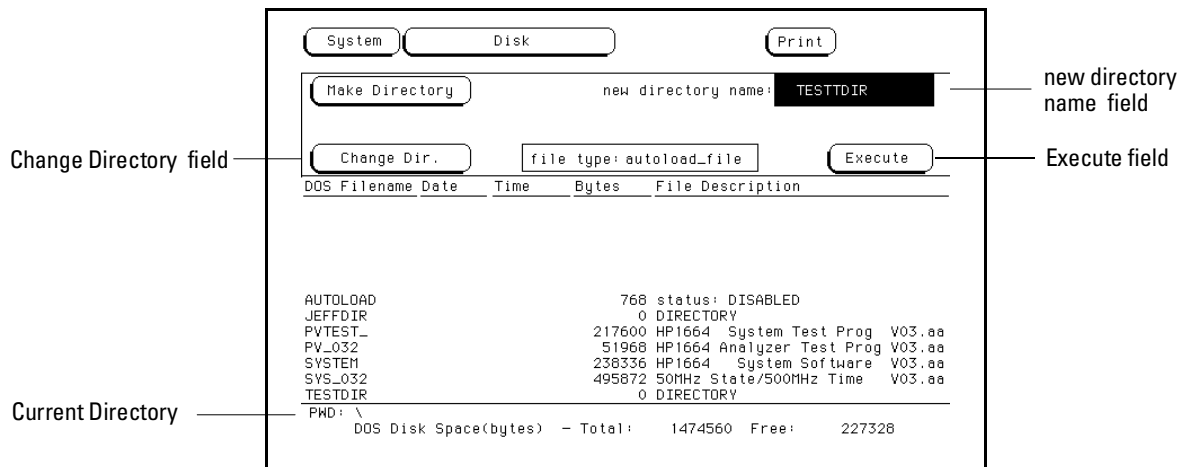 System Disk Print
Make Directory new directory name: TESTTDIR
new directory
name field
Change Directory field
Change Dir. file type: autoload_file Execute
Execute field
DOS Filename Date Time Bytes File Description
AUTOLOAD 768 status: DISABLED
JEFFDIR 0 DIRECTORY
PVTEST_ 217600 HP1664 System Test Prog V03.aa
PV_032 51968 HP1664 Analyzer Test Prog V03.aa
SYSTEM 238336 HP1664 System Software V03.aa
SYS_032 495872 50MHz State/500MHz Time V03.aa
TESTDIR 0 DIRECTORY
Current Directory
PWD: \
DOS Disk Space(bytes) - Total: 1474560 Free: 227328